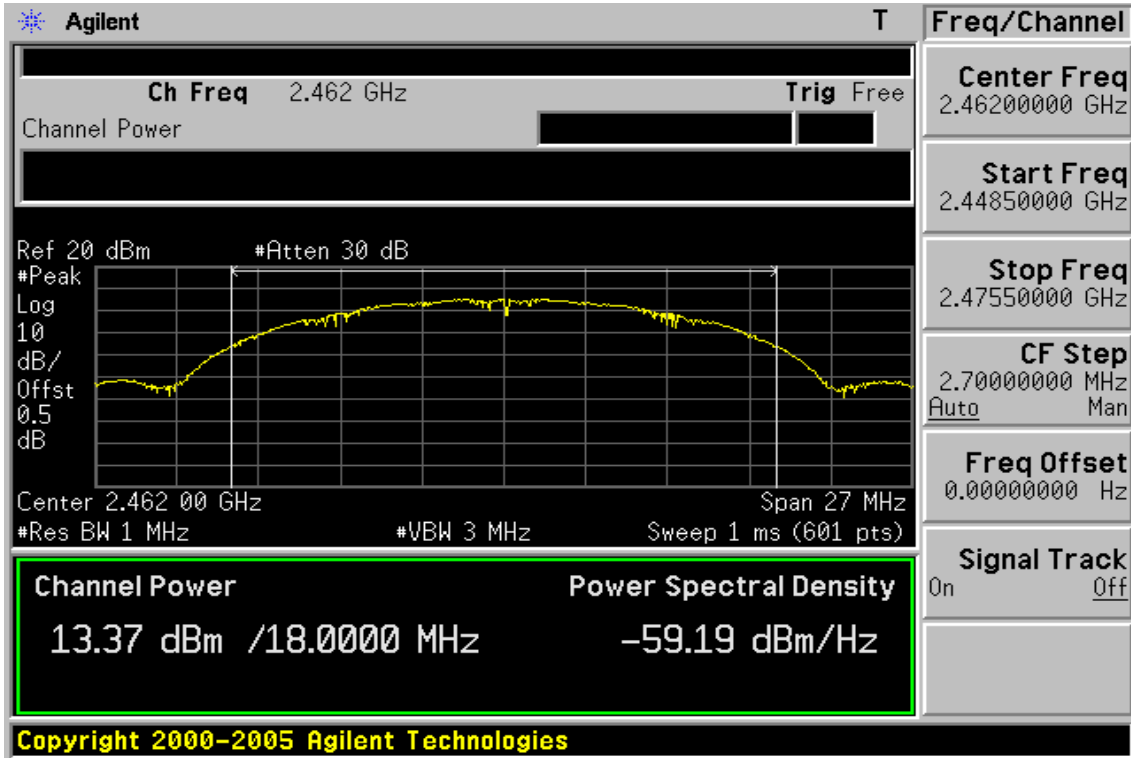 Agilent T Freq/Channel
Ch Freq 2.462 GHz Trig Free
Channel Power
Ref 20 dBm #Atten 30 dB
#Peak
Log
10
dB/
Offst
0.5
dB
Center 2.462 00 GHz Span 27 MHz
#Res BW 1 MHz #VBW 3 MHz Sweep 1 ms (601 pts)
Channel Power Power Spectral Density
13.37 dBm /18.0000 MHz -59.19 dBm/Hz
Copyright 2000-2005 Agilent Technologies
Center Freq
2.46200000 GHz
Start Freq
2.44850000 GHz
Stop Freq
2.47550000 GHz
CF Step
2.70000000 MHz
Auto Man
Freq Offset
0.00000000 Hz
Signal Track
On Off